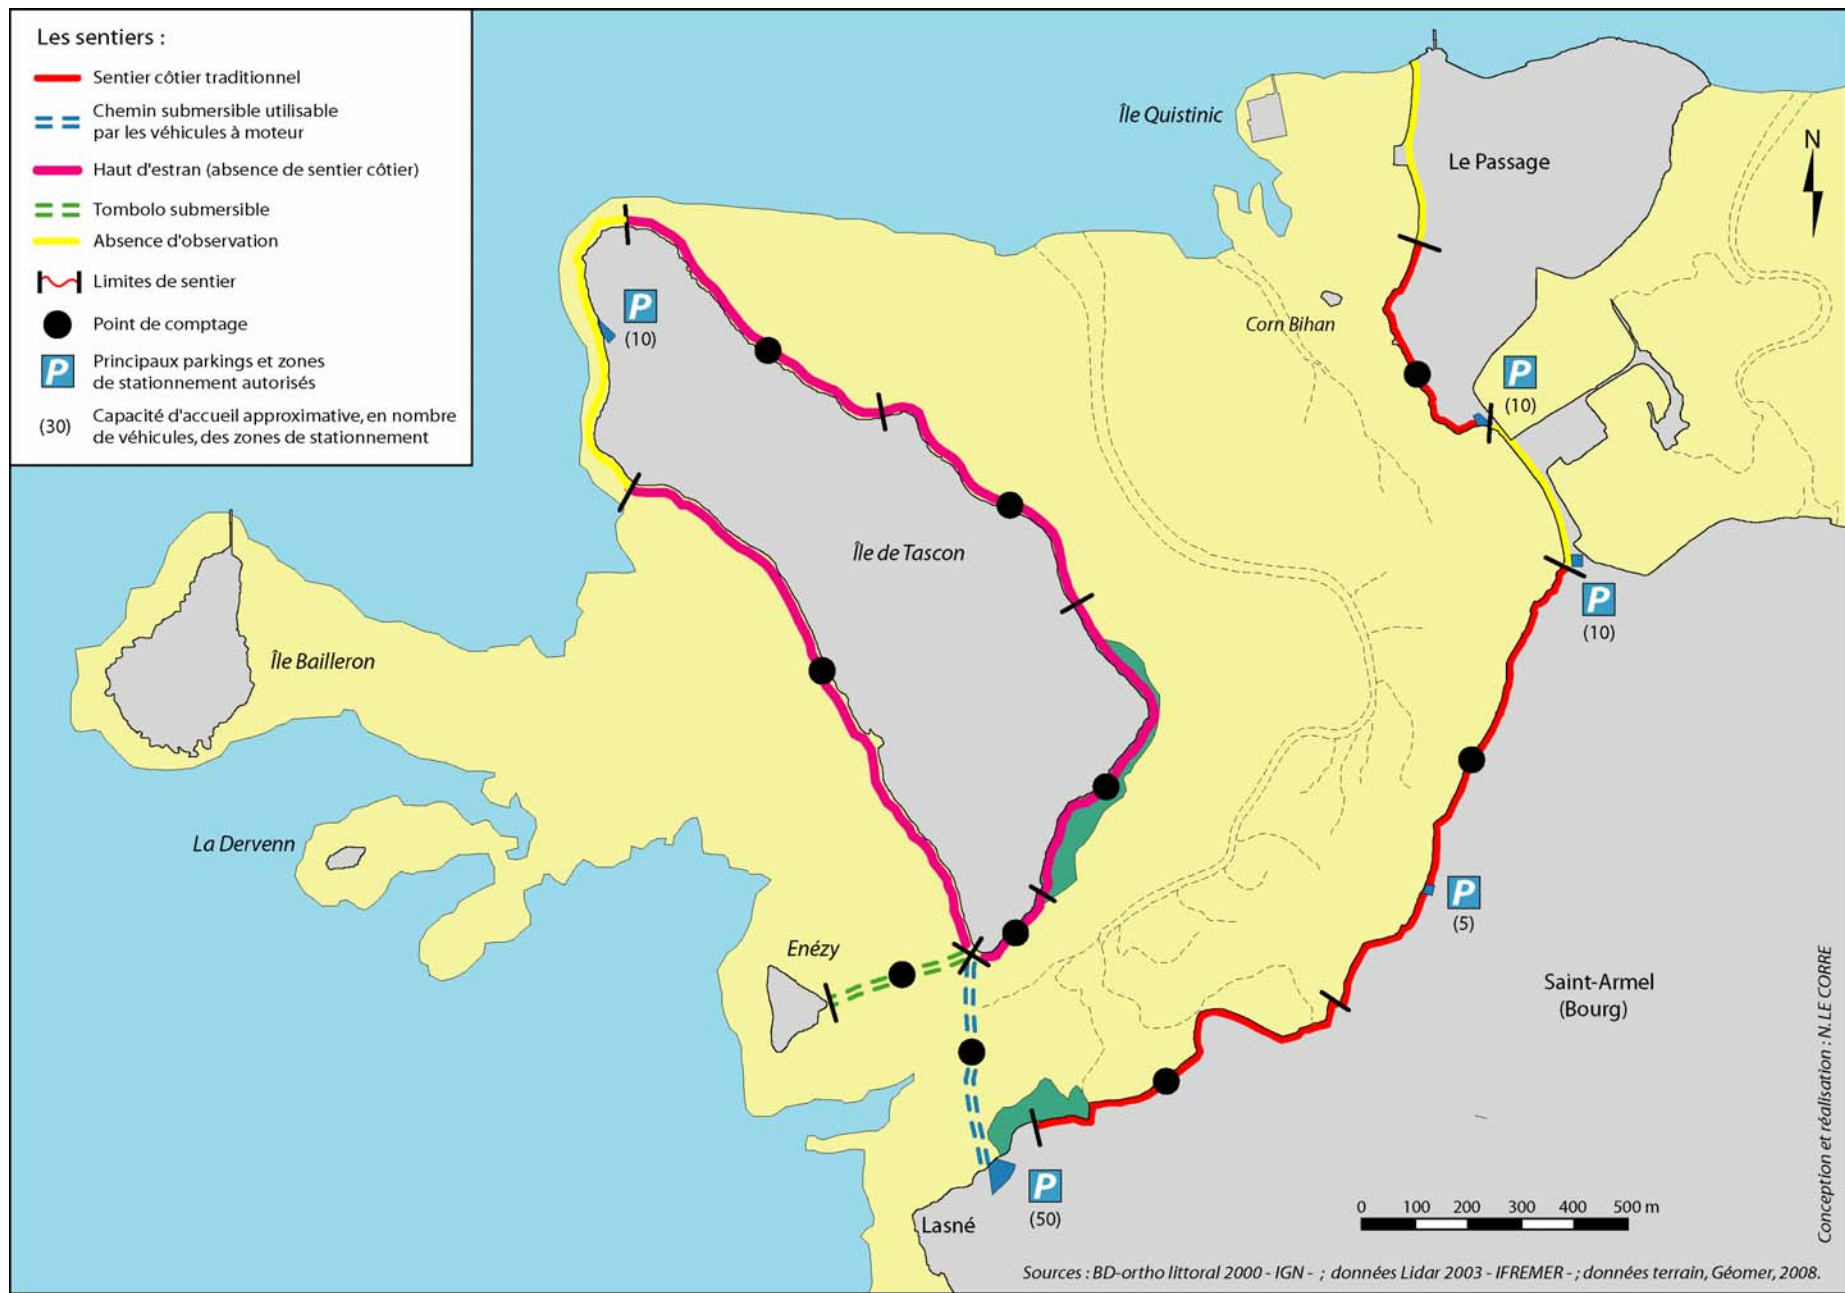 Les sentiers :
Sentier côtier traditionnel
Chemin submersible utilisable
par les véhicules à moteur
Haut d'estran (absence de sentier côtier)
Tombolo submersible
Absence d'observation
Limites de sentier
Point de comptage
P
Principaux parkings et zones
de stationnement autorisés
(30)
Capacité d'accueil approximative, en nombre
de véhicules, des zones de stationnement
Île Quistinic
Le Passage
N
P
(10)
Corn Bihan
P
(10)
Île de Tascon
P
(10)
Île Bailleron
La Dervenn
P
(5)
Enézy
Saint-Armel
(Bourg)
P
(50)
Lasné
0 100 200 300 400 500 m
Sources : BD-ortho littoral 2000 - IGN - ; données Lidar 2003 - IFREMER - ; données terrain, Géomer, 2008.
Conception et réalisation : N. LE CORRE